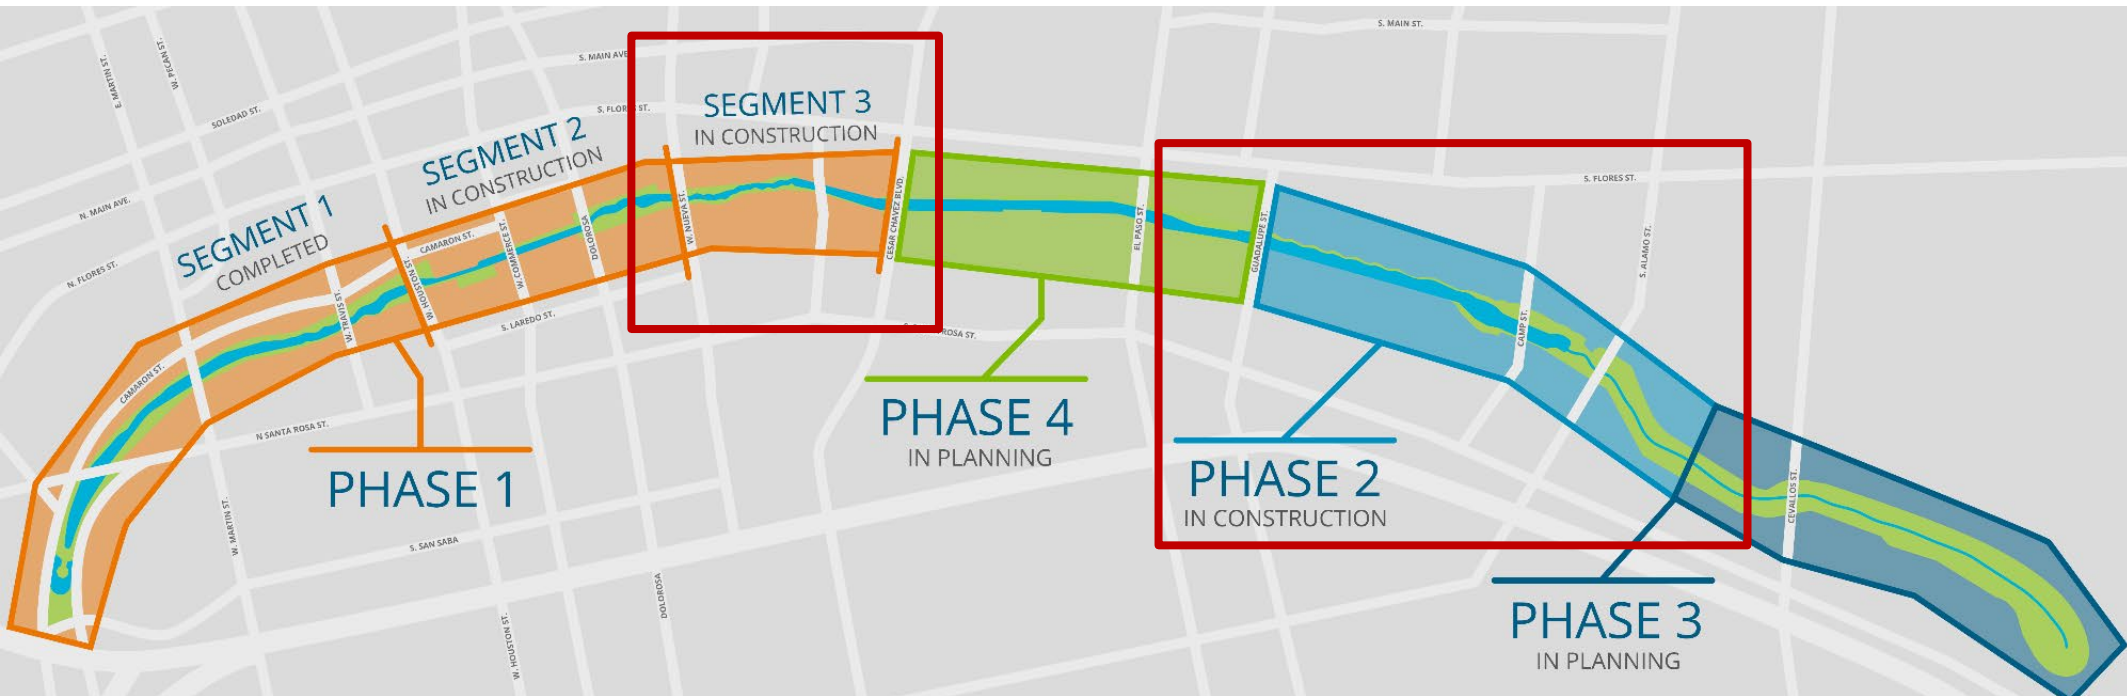 S. MAIN ST.
E. MARTIN ST.
W. PECAN ST.
S. MAIN AVE.
SOLEDAD ST.
S. FLORES ST.
SEGMENT 3
IN CONSTRUCTION
SEGMENT 2
IN CONSTRUCTION
SEGMENT 1
COMPLETED
N. MAIN AVE.
N. FLORES ST.
CAMARON ST.
W. TRAVIS ST.
W. HOUSTON ST.
CAMARON ST.
W. COMMERCE ST.
DOLOROSA
W. NUEVA ST.
CESAR CHAVEZ BLVD.
EL PASO ST.
GUADALUPE ST.
S. FLORES ST.
S. ALAMO ST.
CAMP ST.
S. LAREDO ST.
ROSA ST.
N SANTA ROSA ST.
PHASE 1
PHASE 4
IN PLANNING
PHASE 2
IN CONSTRUCTION
CEVALLOS ST.
W. MARTIN ST.
S. SAN SABA
DOLOROSA
W. HOUSTON ST.
PHASE 3
IN PLANNING